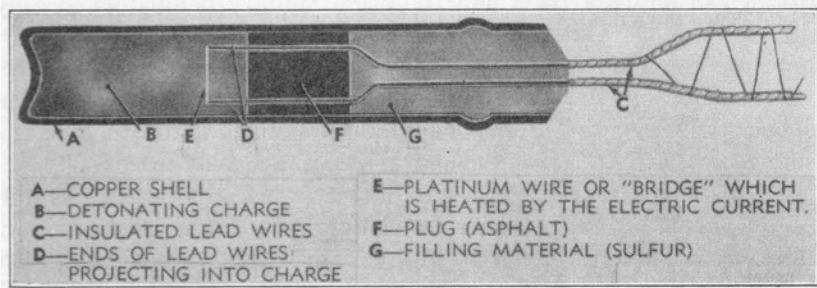 A B E D F G C
A—COPPER SHELL
B—DETONATING CHARGE
C—INSULATED LEAD WIRES
D—ENDS OF LEAD WIRES
PROJECTING INTO CHARGE
E—PLATINUM WIRE OR "BRIDGE" WHICH
IS HEATED BY THE ELECTRIC CURRENT.
F—PLUG (ASPHALT)
G—FILLING MATERIAL (SULFUR)